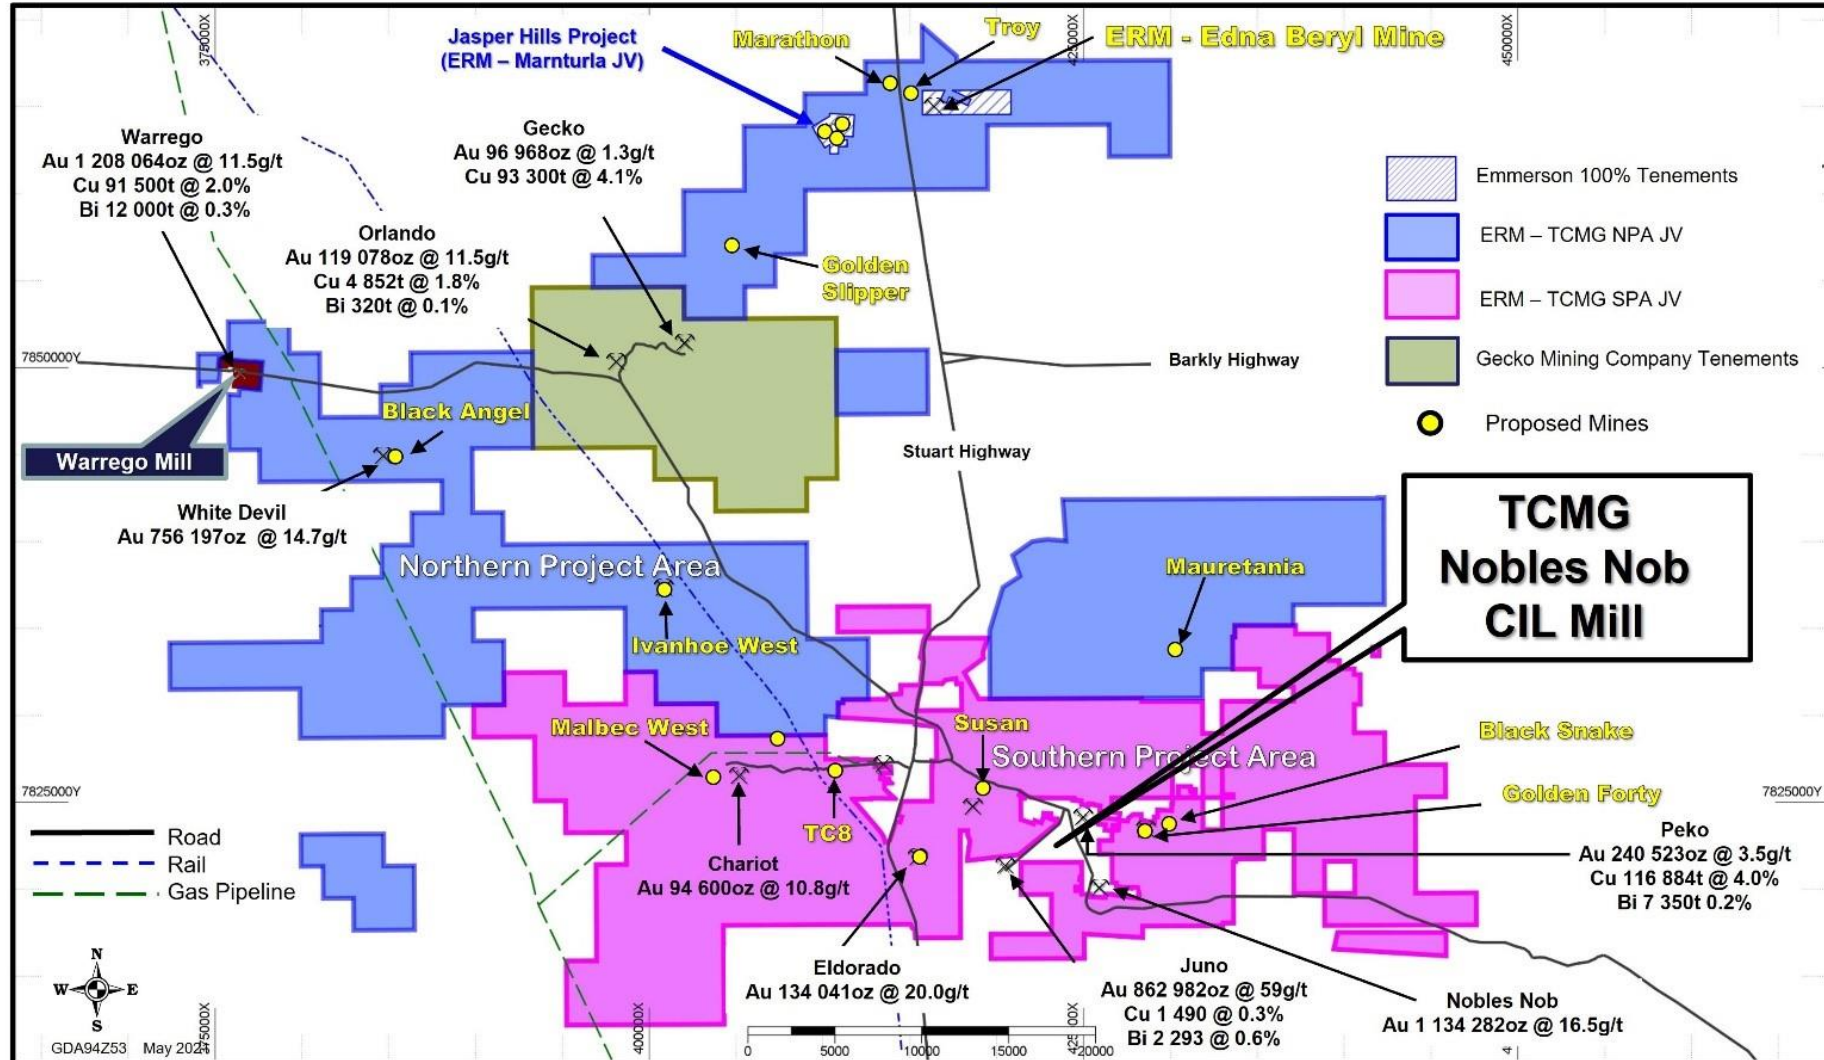 375000X
425000X
450000X
Jasper Hills Project
(ERM – Marnturla JV)
Marathon
Troy
ERM - Edna Beryl Mine
Warrego
Au 1 208 064oz @ 11.5g/t
Cu 91 500t @ 2.0%
Bi 12 000t @ 0.3%
Gecko
Au 96 968oz @ 1.3g/t
Cu 93 300t @ 4.1%
Orlando
Au 119 078oz @ 11.5g/t
Cu 4 852t @ 1.8%
Bi 320t @ 0.1%
Golden
Slipper
Emmerson 100% Tenements
ERM – TCMG NPA JV
ERM – TCMG SPA JV
Gecko Mining Company Tenements
Proposed Mines
7850000Y
Barkly Highway
Black Angel
Warrego Mill
Stuart Highway
White Devil
Au 756 197oz @ 14.7g/t
TCMG
Nobles Nob
CIL Mill
Northern Project Area
Mauretania
Ivanhoe West
Malbec West
Susan
Southern Project Area
Black Snake
Golden Forty
7825000Y
7825000Y
TC8
Road
Rail
Gas Pipeline
Chariot
Au 94 600oz @ 10.8g/t
Peko
Au 240 523oz @ 3.5g/t
Cu 116 884t @ 4.0%
Bi 7 350t 0.2%
Eldorado
Au 134 041oz @ 20.0g/t
Juno
Au 862 982oz @ 59g/t
Cu 1 490 @ 0.3%
Bi 2 293 @ 0.6%
Nobles Nob
Au 1 134 282oz @ 16.5g/t
N
W E
S
GDA94Z53 May 2021
375000X
400000X
425000X
4
0 5000 10000 15000 20000